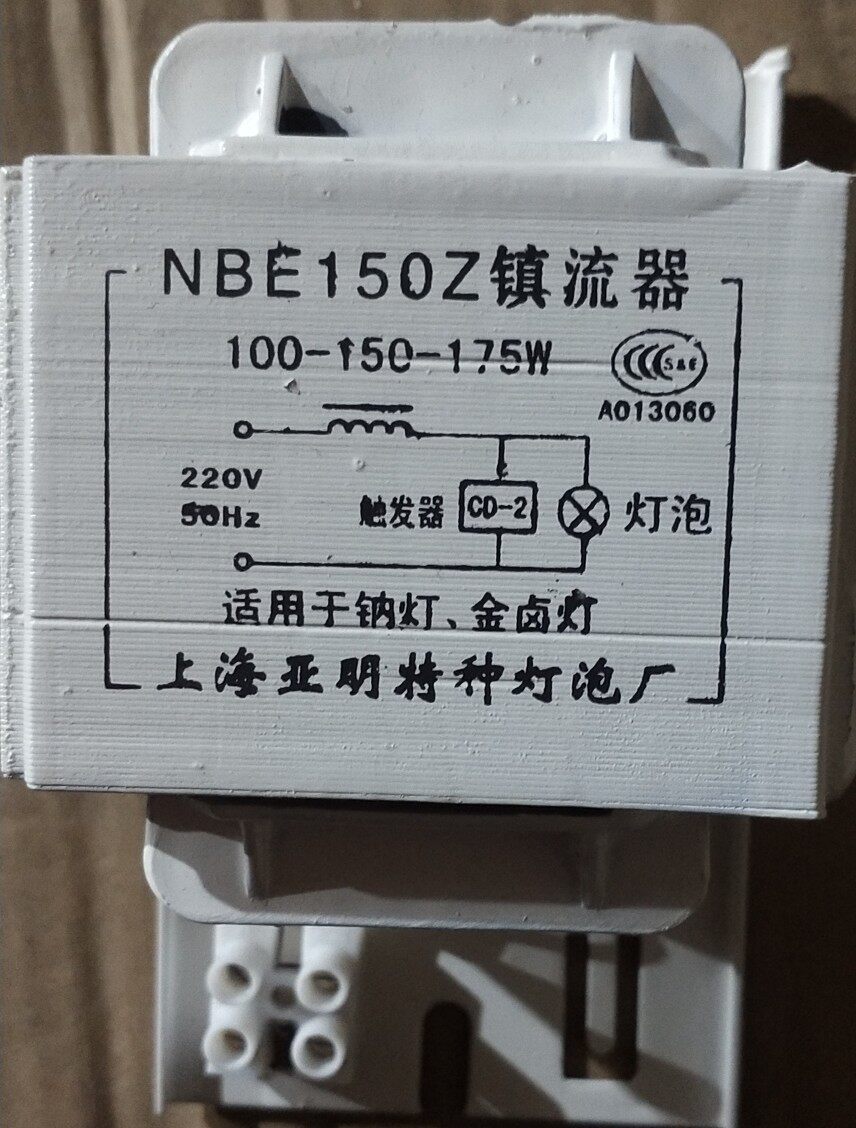 NBE150Z镇流器
100-150-175W
S&E
A013060
220V
50Hz
触发器
CD-2
灯泡
适用于钠灯、金卤灯
上海亚明特种灯泡厂